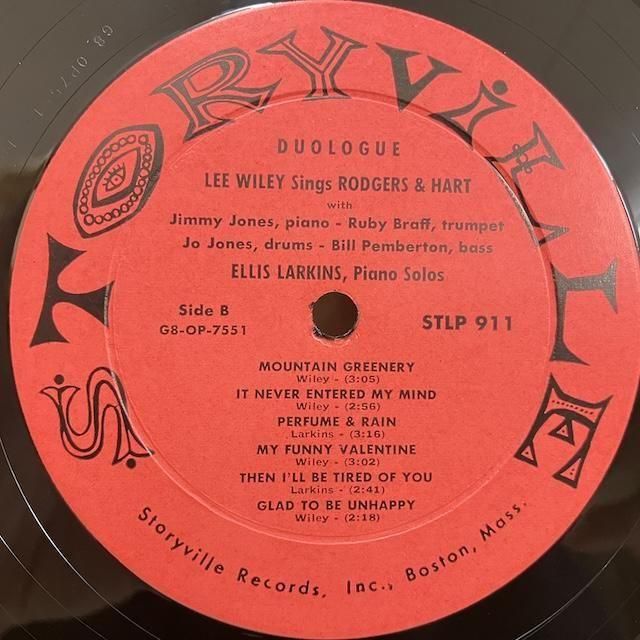 STORYVILLE
DUOLOGUE
LEE WILEY Sings RODGERS & HART
with
Jimmy Jones, piano - Ruby Braff, trumpet
Jo Jones, drums - Bill Pemberton, bass
ELLIS LARKINS, Piano Solos
Side B
G8-OP-7551
STLP 911
MOUNTAIN GREENERY
Wiley - (3:05)
IT NEVER ENTERED MY MIND
Wiley - (2:56)
PERFUME & RAIN
Larkins - (3:16)
MY FUNNY VALENTINE
Wiley - (3:02)
THEN I'LL BE TIRED OF YOU
Larkins - (2:41)
GLAD TO BE UNHAPPY
Wiley - (2:18)
Storyville Records, Inc., Boston, Mass.